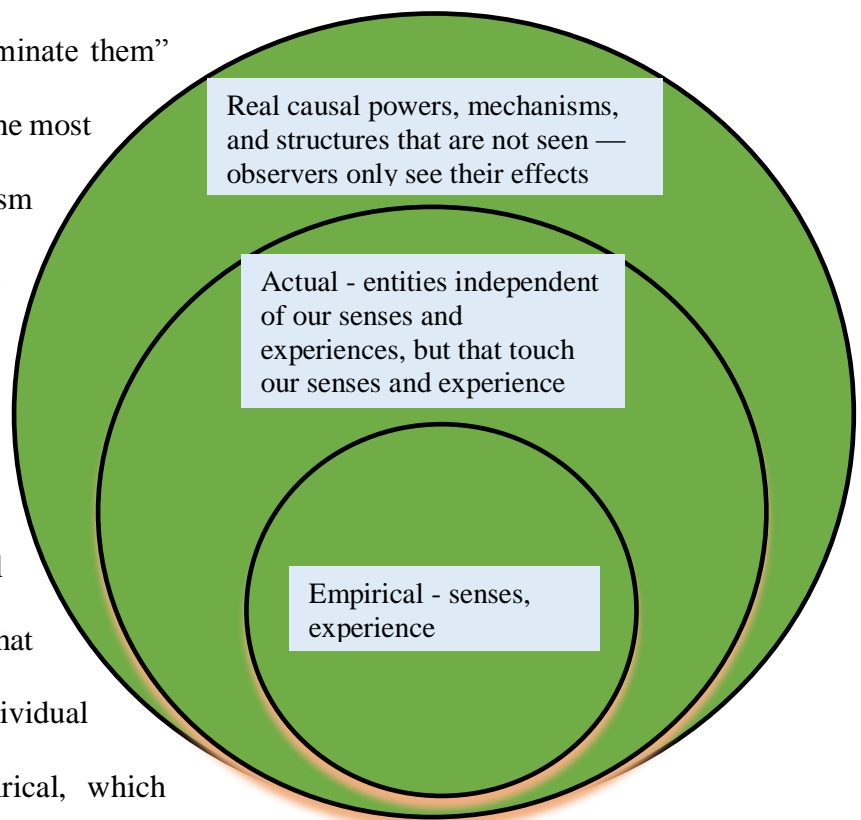 minate them”
he most
sm
hat
ividual
irical, which
Real causal powers, mechanisms,
and structures that are not seen —
observers only see their effects
Actual - entities independent
of our senses and
experiences, but that touch
our senses and experience
Empirical - senses,
experience